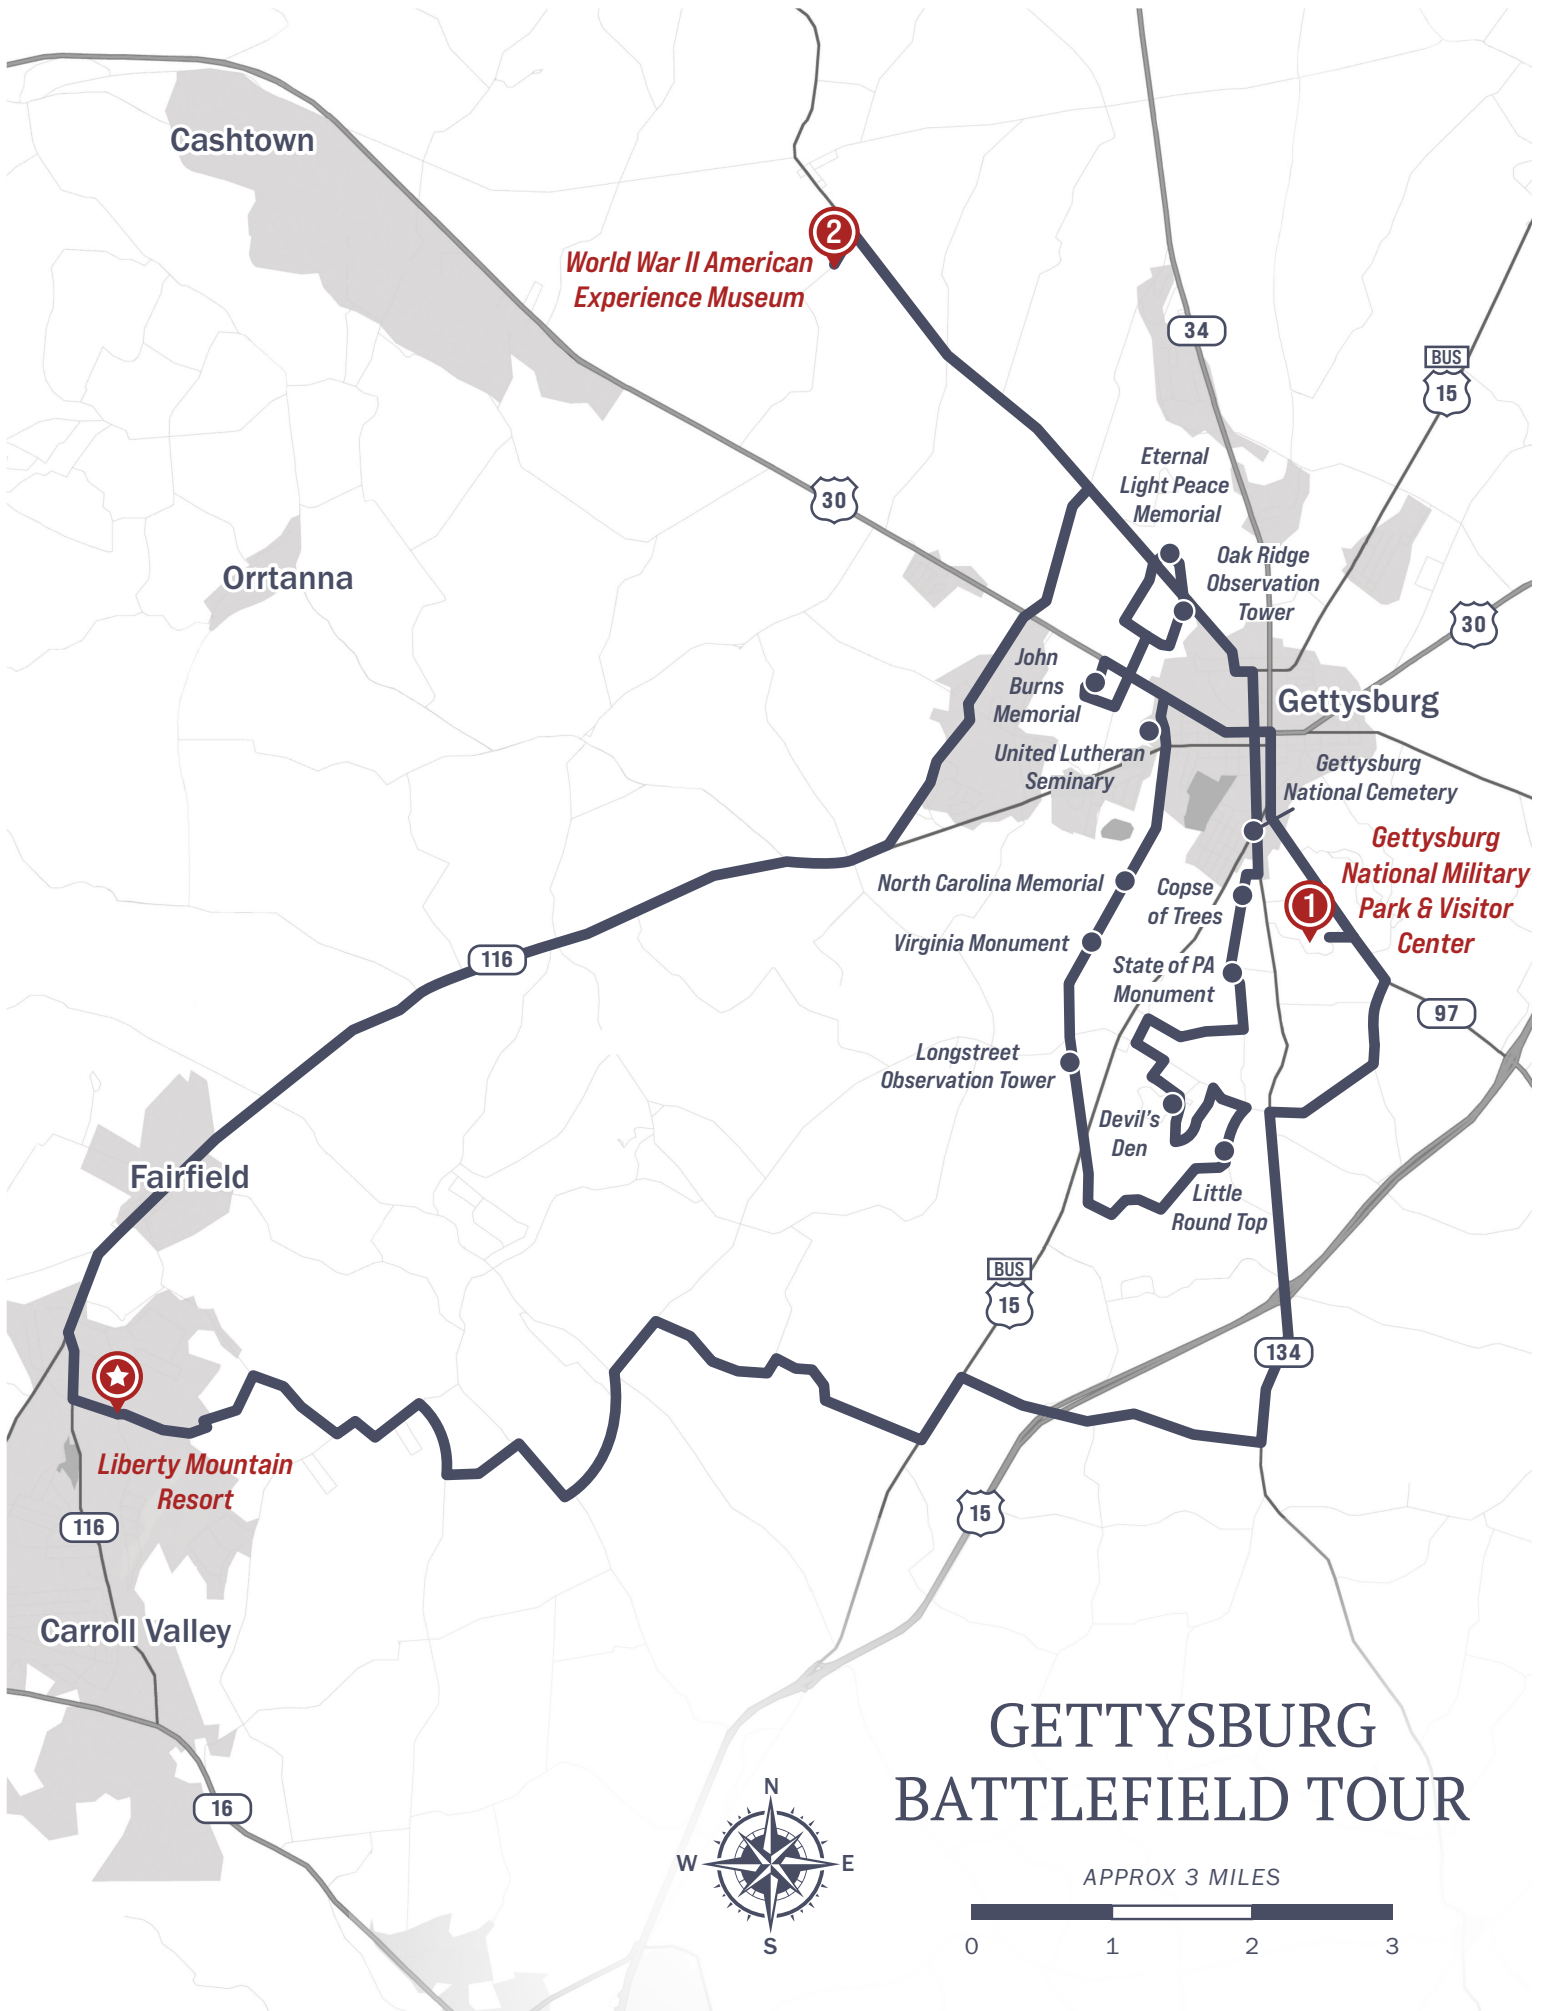 Cashtown
2
World War II American
Experience Museum
34
BUS
15
Eternal
Light Peace
Memorial
30
Oak Ridge
Observation
Tower
Orrtanna
30
John
Burns
Memorial
Gettysburg
United Lutheran
Seminary
Gettysburg
National Cemetery
Gettysburg
National Military
Park & Visitor
Center
1
North Carolina Memorial
Copse
of Trees
Virginia Monument
116
State of PA
Monument
97
Longstreet
Observation Tower
Devil's
Den
Fairfield
Little
Round Top
BUS
15
134
Liberty Mountain
Resort
15
116
Carroll Valley
GETTYSBURG
BATTLEFIELD TOUR
16
N
W
E
S
APPROX 3 MILES
0 1 2 3